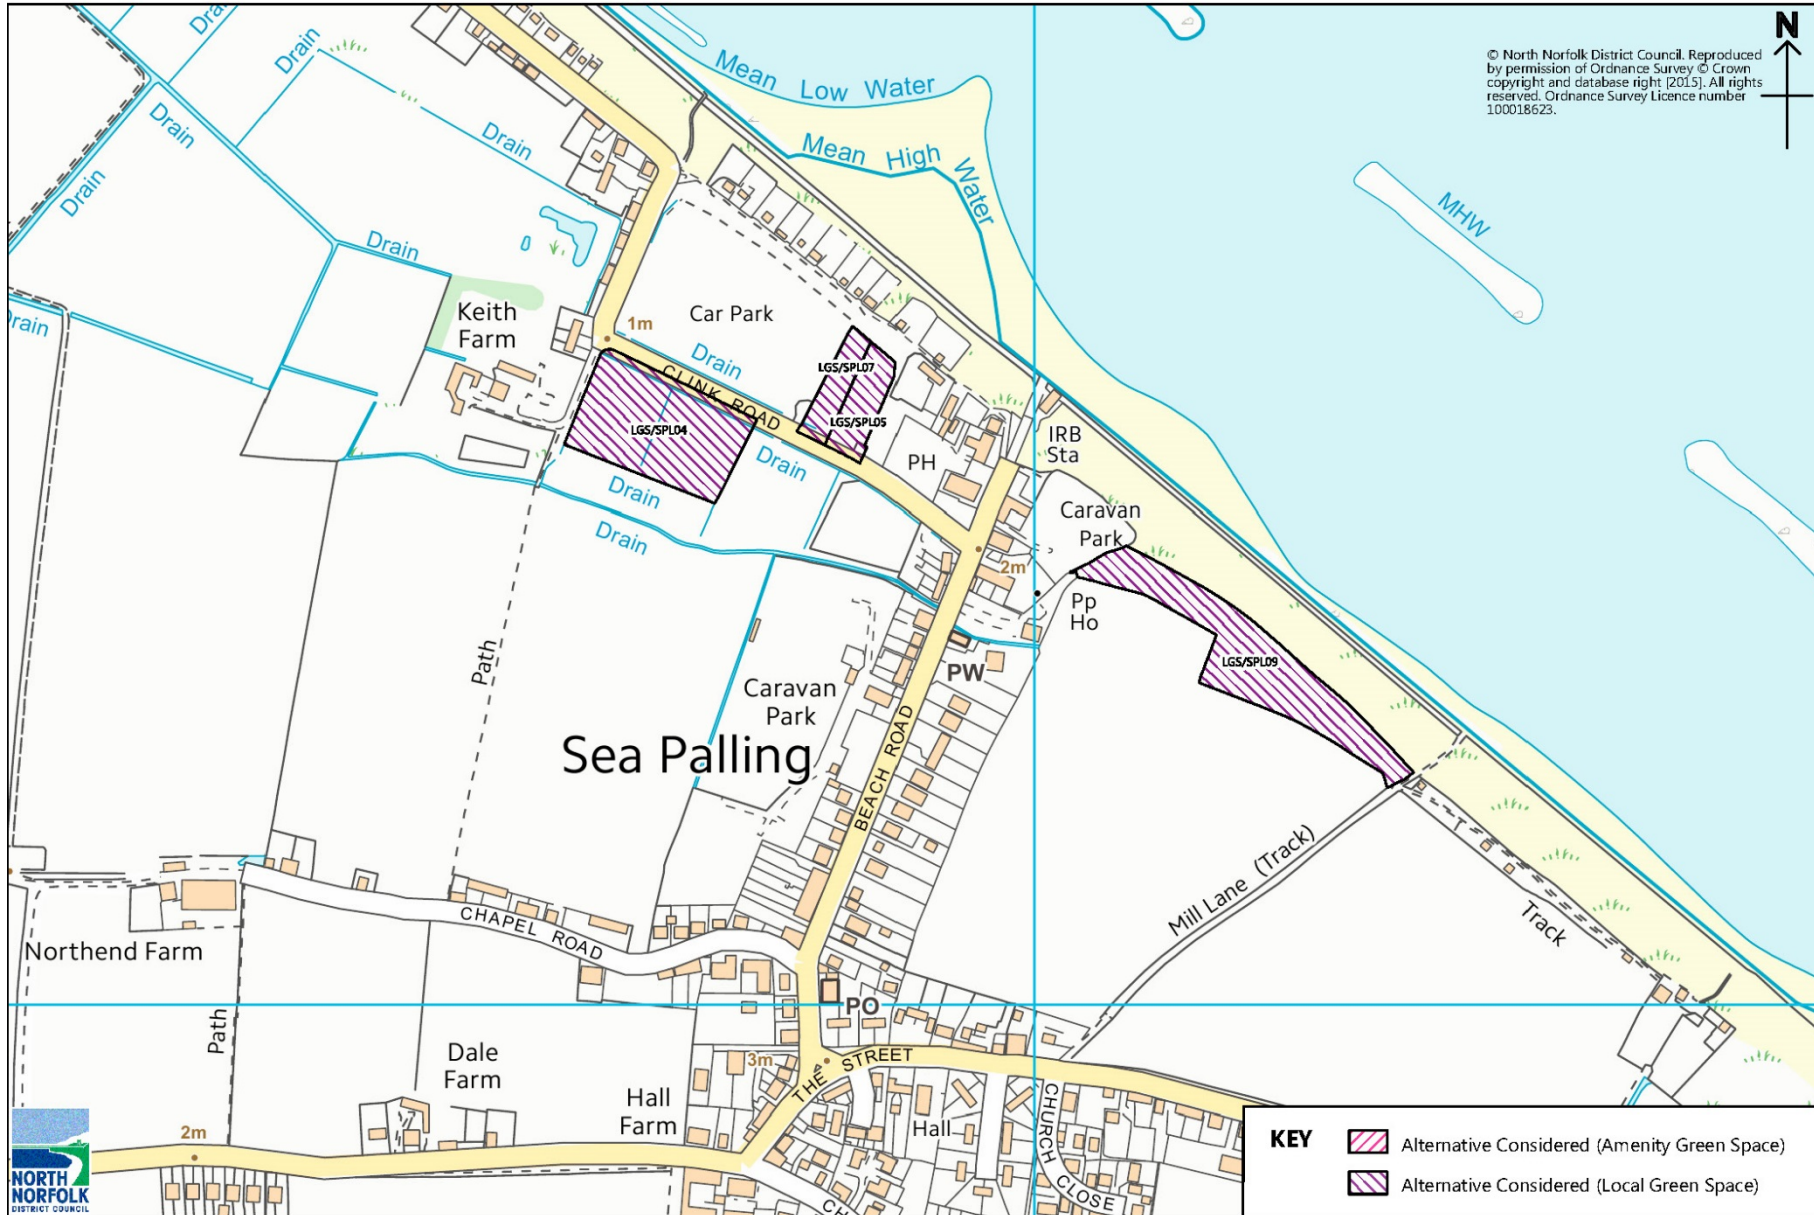 Drain
Drain
Drain
Drain
Drain
Drain
Drain
Mean Low Water
Mean High Water
N
© North Norfolk District Council. Reproduced
by permission of Ordnance Survey © Crown
copyright and database right [2015]. All rights
reserved. Ordnance Survey Licence number
100018623.
MHW
Keith
Farm
1m
Car Park
Drain
CLINK ROAD
LGS/SPL07
LGS/SPL05
LGS/SPL04
Drain
Drain
Drain
PH
IRB
Sta
Caravan
Park
2m
Pp
Ho
LGS/SPL09
PW
Path
Caravan
Park
Sea Palling
BEACH ROAD
Mill Lane (Track)
Track
Northend Farm
CHAPEL ROAD
Path
PO
Dale
Farm
Hall
Farm
3m
THE STREET
Hall
CHURCH CLOSE
2m
CH
NORTH
NORFOLK
DISTRICT COUNCIL
KEY
Alternative Considered (Amenity Green Space)
Alternative Considered (Local Green Space)